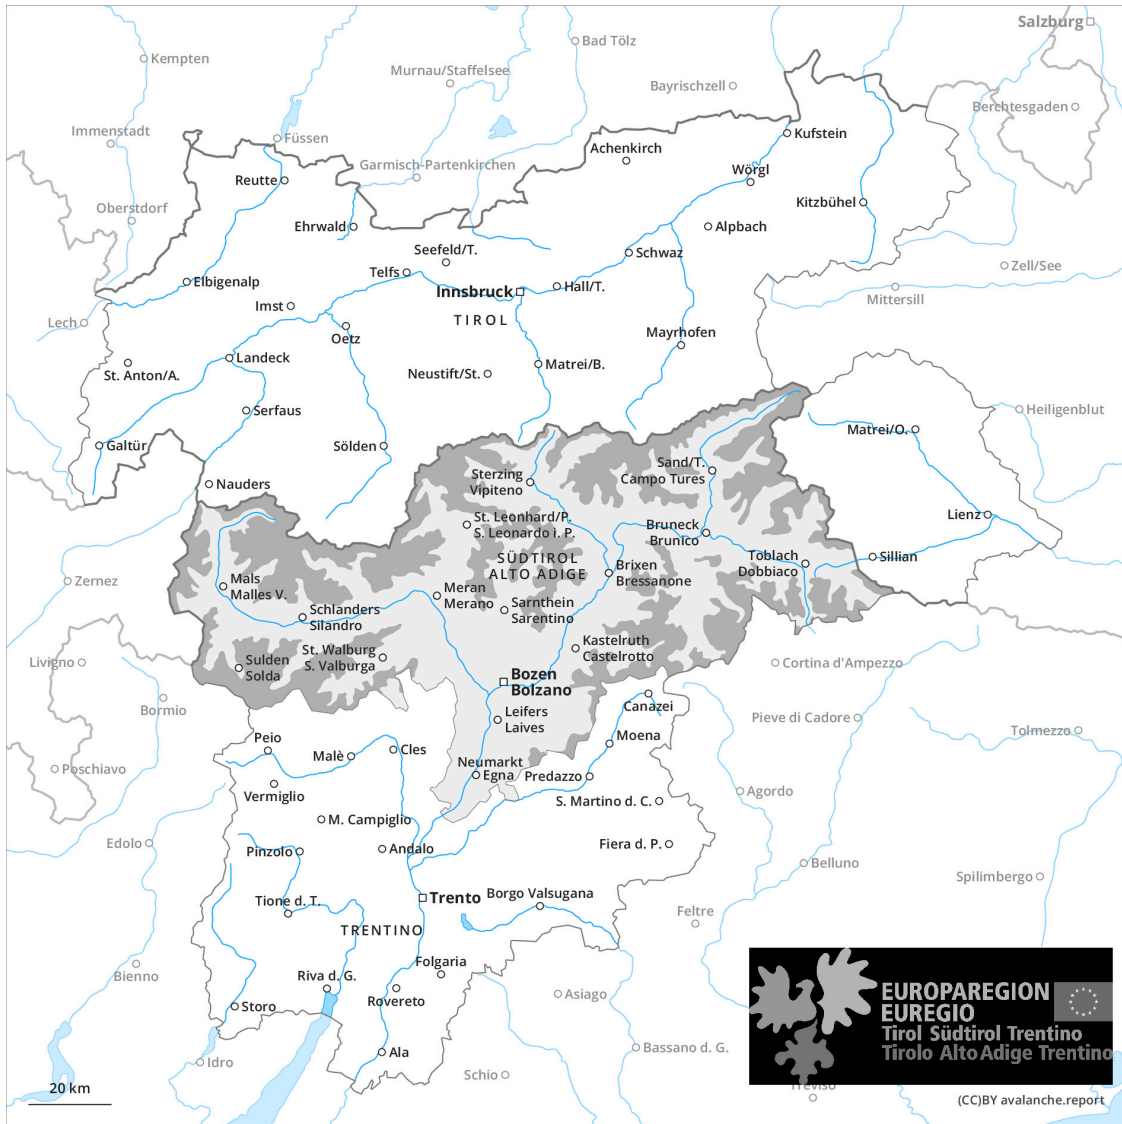 Salzburg
Bad Tölz
Kempten
Murnau/Staffelsee
Bayrischzell
Berchtesgaden
Immenstadt
Füssen
Kufstein
Achenkirch
Garmisch-Partenkirchen
Wörgl
Reutte
Kitzbühel
Oberstdorf
Ehrwald
Alpbach
Seefeld/T.
Schwaz
Zell/See
Telfs
Elbigenalp
Hall/T.
Innsbruck
Mittersill
Imst
TIROL
Lech
Oetz
Mayrhofen
Landeck
Matrei/B.
St. Anton/A.
Neustift/St.
Serfaus
Heiligenblut
Matrei/O.
Galtür
Sölden
Sand/T.
Campo Tures
Sterzing
Vipiteno
Nauders
St. Leonhard/P.
S. Leonardo i. P.
Lienz
Bruneck
Brunico
SÜDTIROL
ALTO ADIGE
Toblach
Dobbiaco
Sillian
Brixen
Bressanone
Zernez
Mals
Malles V.
Meran
Merano
Sarnthein
Sarentino
Schlanders
Silandro
Kastelruth
Castelrotto
St. Walburg
S. Valburga
Livigno
Sulden
Solda
Cortina d'Ampezzo
Bozen
Bolzano
Bormio
Canazei
Leifers
Laives
Pieve di Cadore
Tolmezzo
Peio
Moena
Cles
Malè
Neumarkt
Egna
Predazzo
Poschiavo
Vermiglio
Agordo
S. Martino d. C.
M. Campiglio
Edolo
Fiera d. P.
Pinzolo
Andalo
Belluno
Spilimbergo
Borgo Valsugana
Trento
Tione d. T.
Feltre
TRENTINO
Folgaria
Bienno
Riva d. G.
Rovereto
Asiago
Storo
EUROPAREGION
EUREGIO
Tirol Südtirol Trentino
Tirolo Alto Adige Trentino
Bassano d. G.
Ala
Idro
Schio
Treviso
20 km
(CC)BY avalanche.report